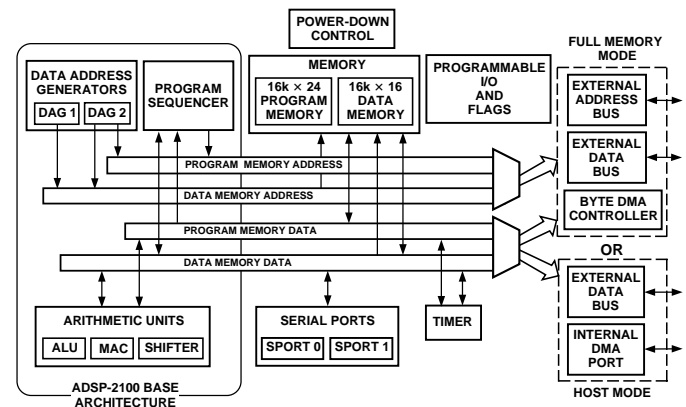 POWER-DOWN
CONTROL
FULL MEMORY
MODE
DATA ADDRESS
GENERATORS
DAG 1
DAG 2
PROGRAM
SEQUENCER
MEMORY
16k × 24
PROGRAM
MEMORY
16k × 16
DATA
MEMORY
PROGRAMMABLE
I/O
AND
FLAGS
EXTERNAL
ADDRESS
BUS
EXTERNAL
DATA
BUS
BYTE DMA
CONTROLLER
PROGRAM MEMORY ADDRESS
DATA MEMORY ADDRESS
PROGRAM MEMORY DATA
DATA MEMORY DATA
OR
EXTERNAL
DATA
BUS
INTERNAL
DMA
PORT
HOST MODE
ARITHMETIC UNITS
ALU
MAC
SHIFTER
SERIAL PORTS
SPORT 0
SPORT 1
TIMER
ADSP-2100 BASE
ARCHITECTURE